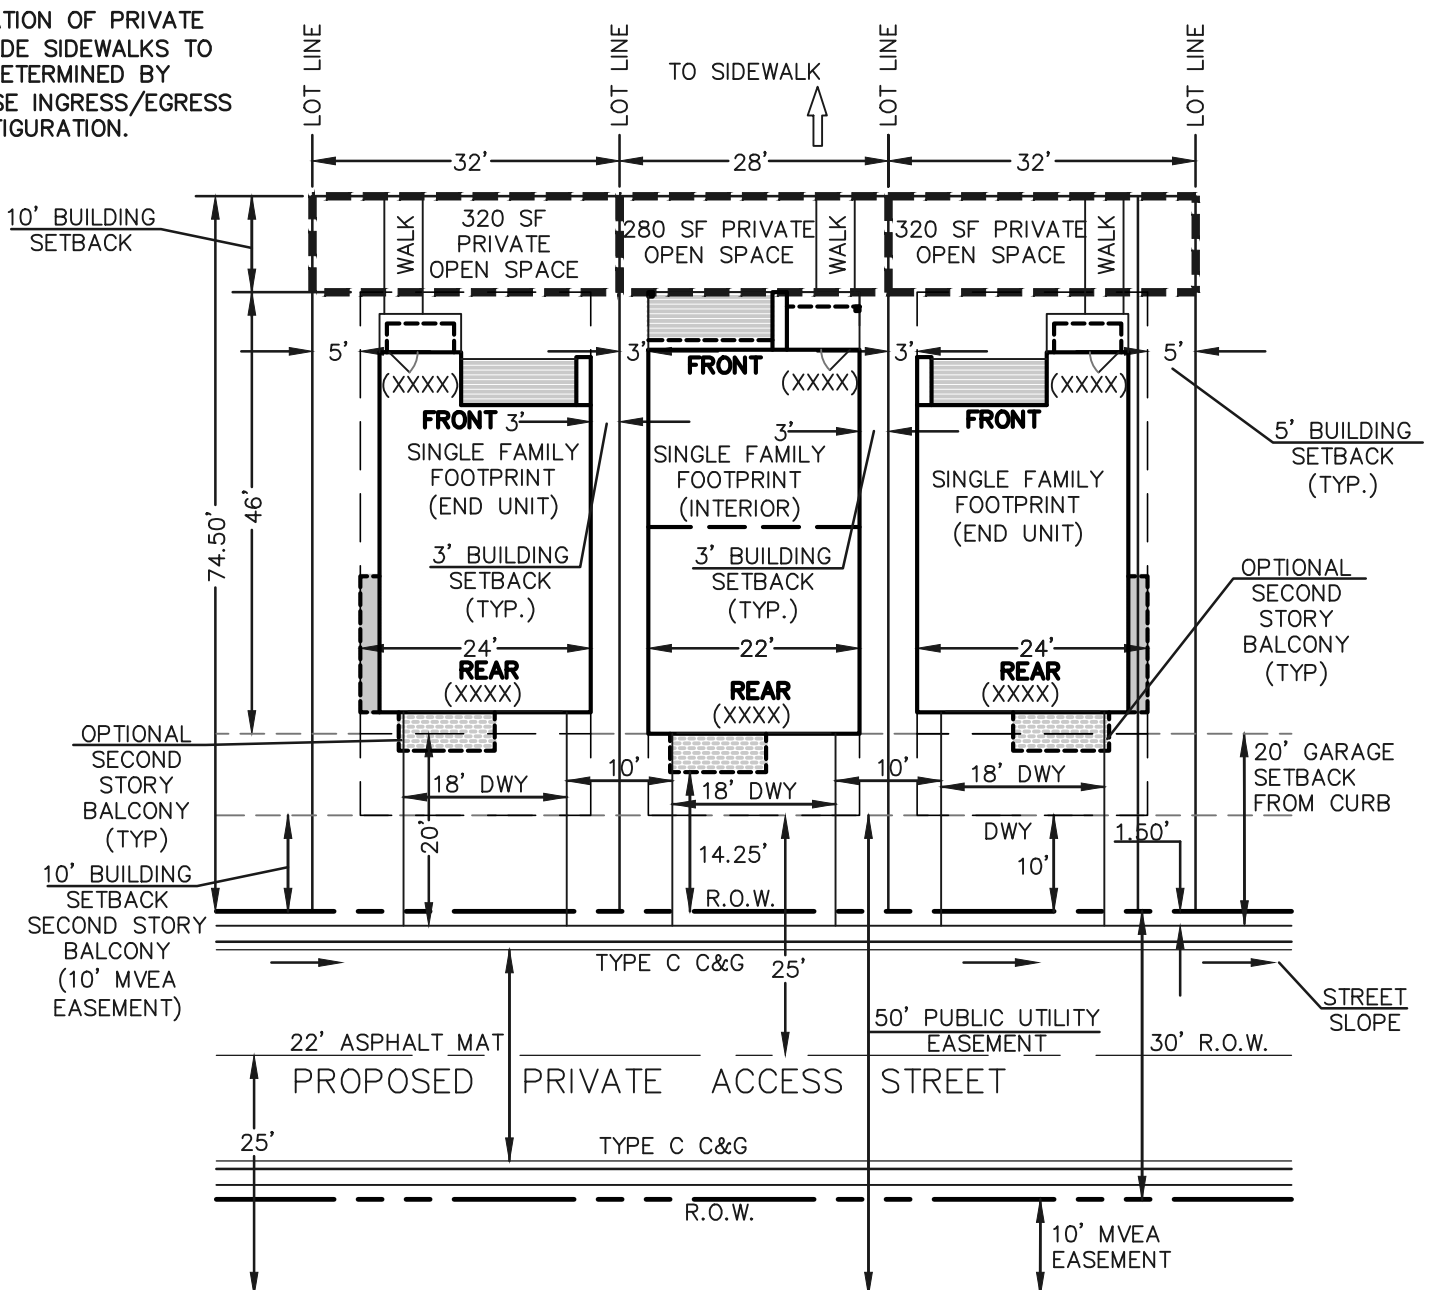 TION OF PRIVATE
DE SIDEWALKS TO
ETERMINED BY
SE INGRESS/EGRESS
TIGURATION.
LOT LINE
LOT LINE
LOT LINE
LOT LINE
TO SIDEWALK
32'
28'
32'
10' BUILDING
SETBACK
WALK
320 SF
PRIVATE
OPEN SPACE
280 SF PRIVATE
OPEN SPACE
WALK
320 SF PRIVATE
OPEN SPACE
WALK
5'
3'
3'
5'
(XXXX)
FRONT
3'
FRONT
(XXXX)
3'
(XXXX)
FRONT
SINGLE FAMILY
FOOTPRINT
(END UNIT)
SINGLE FAMILY
FOOTPRINT
(INTERIOR)
SINGLE FAMILY
FOOTPRINT
(END UNIT)
5' BUILDING
SETBACK
(TYP.)
74.50'
46'
3' BUILDING
SETBACK
(TYP.)
3' BUILDING
SETBACK
(TYP.)
OPTIONAL
SECOND
STORY
BALCONY
(TYP)
24'
REAR
(XXXX)
22'
REAR
(XXXX)
24'
REAR
(XXXX)
OPTIONAL
SECOND
STORY
BALCONY
(TYP)
10'
10'
18' DWY
18' DWY
18' DWY
20' GARAGE
SETBACK
FROM CURB
20'
14.25'
DWY
10'
1.50'
10' BUILDING
SETBACK
SECOND STORY
BALCONY
(10' MVEA
EASEMENT)
R.O.W.
TYPE C C&G
25'
STREET
SLOPE
50' PUBLIC UTILITY
EASEMENT
22' ASPHALT MAT
30' R.O.W.
PROPOSED PRIVATE ACCESS STREET
25'
TYPE C C&G
R.O.W.
10' MVEA
EASEMENT